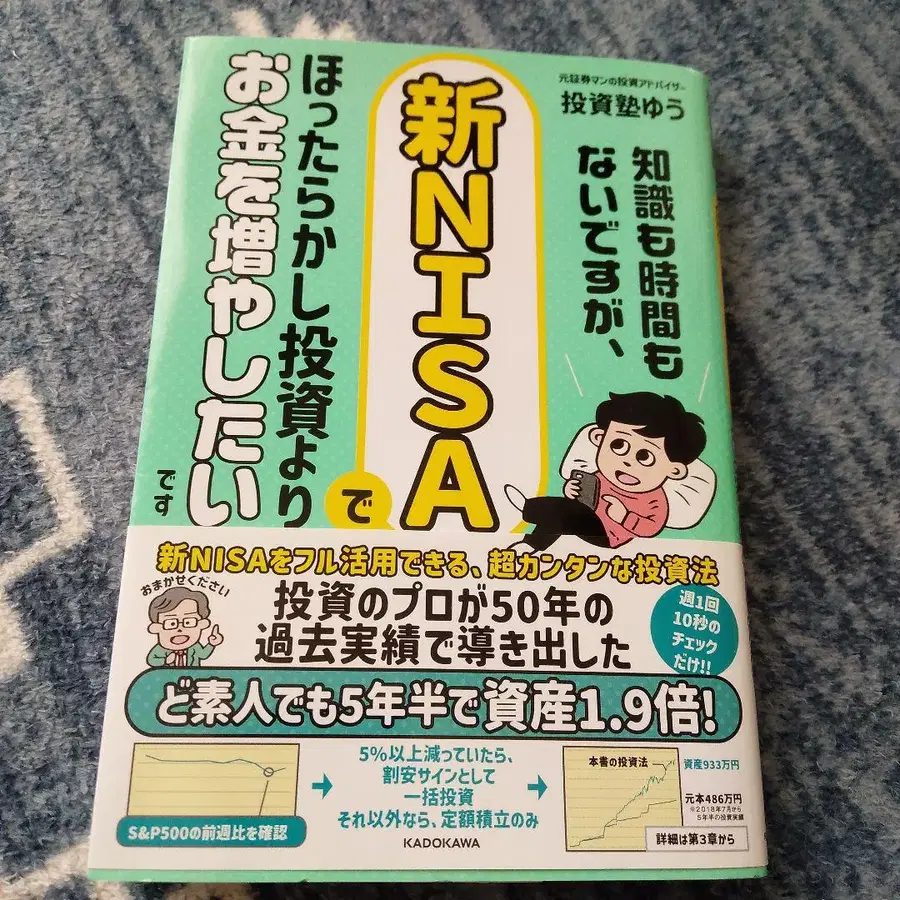 元証券マンの投資アドバイザー
投資塾ゆう
知識も時間も
ないですが、
新NISA
で
ほったらかし投資より
お金を増やしたい
です
新NISAをフル活用できる、超カンタンな投資法
おまかせください
投資のプロが50年の
過去実績で導き出した
週1回
10秒の
チェック
だけ!!
ど素人でも5年半で資産1.9倍!
S&P500の前週比を確認
5%以上減っていたら、
割安サインとして
一括投資
それ以外なら、定額積立のみ
本書の投資法
資産933万円
元本486万円
※2018年7月から
5年半の投資実績
詳細は第3章から
KADOKAWA